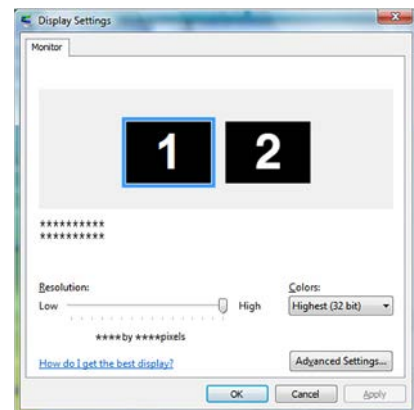 Display Settings
Monitor
1 2
**********
**********
Resolution: Colors:
Low High Highest (32 bit)
****by ****pixels
How do I get the best display? Advanced Settings...
OK Cancel Apply